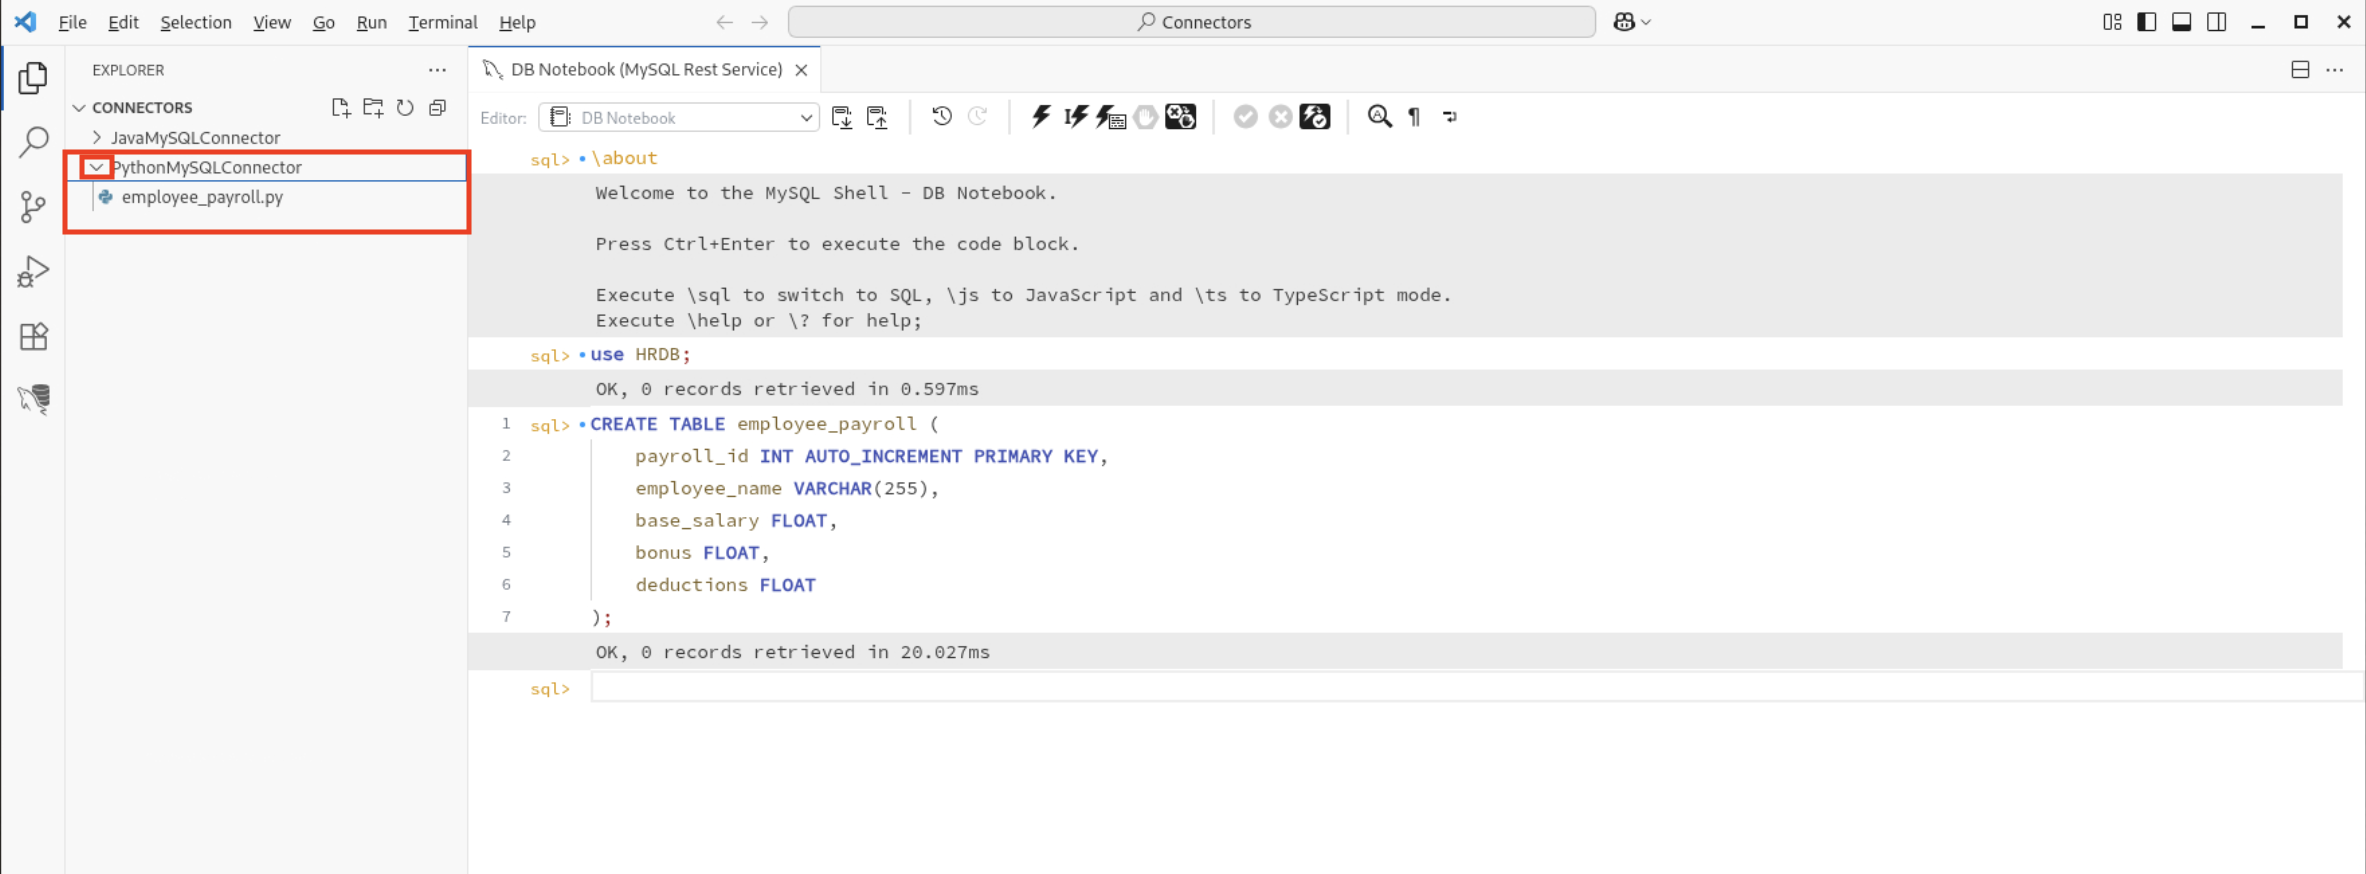 File Edit Selection View Go Run Terminal Help Connectors
EXPLORER
CONNECTORS
JavaMySQLConnector
PythonMySQLConnector
employee_payroll.py
DB Notebook (MySQL Rest Service)
Editor: DB Notebook
sql> \about
Welcome to the MySQL Shell - DB Notebook.
Press Ctrl+Enter to execute the code block.
Execute \sql to switch to SQL, \js to JavaScript and \ts to TypeScript mode.
Execute \help or \? for help;
sql> use HRDB;
OK, 0 records retrieved in 0.597ms
1 sql> CREATE TABLE employee_payroll (
2 payroll_id INT AUTO_INCREMENT PRIMARY KEY,
3 employee_name VARCHAR(255),
4 base_salary FLOAT,
5 bonus FLOAT,
6 deductions FLOAT
7 );
OK, 0 records retrieved in 20.027ms
sql>